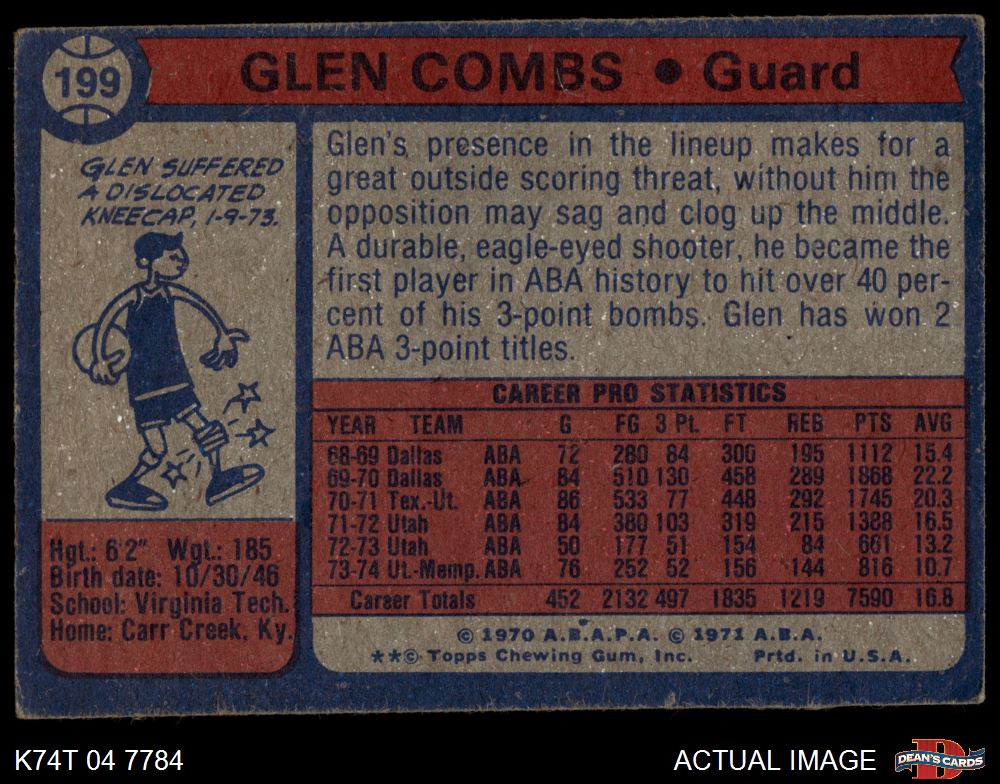 199
GLEN COMBS • Guard
GLEN SUFFERED
A DISLOCATED
KNEECAP, 1-9-73.
Glen's presence in the lineup makes for a
great outside scoring threat, without him the
opposition may sag and clog up the middle.
A durable, eagle-eyed shooter, he became the
first player in ABA history to hit over 40 per-
cent of his 3-point bombs. Glen has won 2
ABA 3-point titles.
CAREER PRO STATISTICS
YEAR TEAM G FG 3 Pt. FT REB PTS AVG
68-69 Dallas ABA 72 280 84 300 195 1112 15.4
69-70 Dallas ABA 84 510 130 458 289 1868 22.2
70-71 Tex.-Ut. ABA 86 533 77 448 292 1745 20.3
71-72 Utah ABA 84 380 103 319 215 1388 16.5
72-73 Utah ABA 50 177 51 154 84 661 13.2
73-74 Ut.-Memp. ABA 76 252 52 156 144 816 10.7
Career Totals 452 2132 497 1835 1219 7590 16.8
Hgt.: 6'2" Wgt.: 185
Birth date: 10/30/46
School: Virginia Tech.
Home: Carr Creek, Ky.
© 1970 A.B.A.P.A. © 1971 A.B.A.
**© Topps Chewing Gum, Inc. Prtd. in U.S.A.
K74T 04 7784
ACTUAL IMAGE
D
DEAN'S CARDS